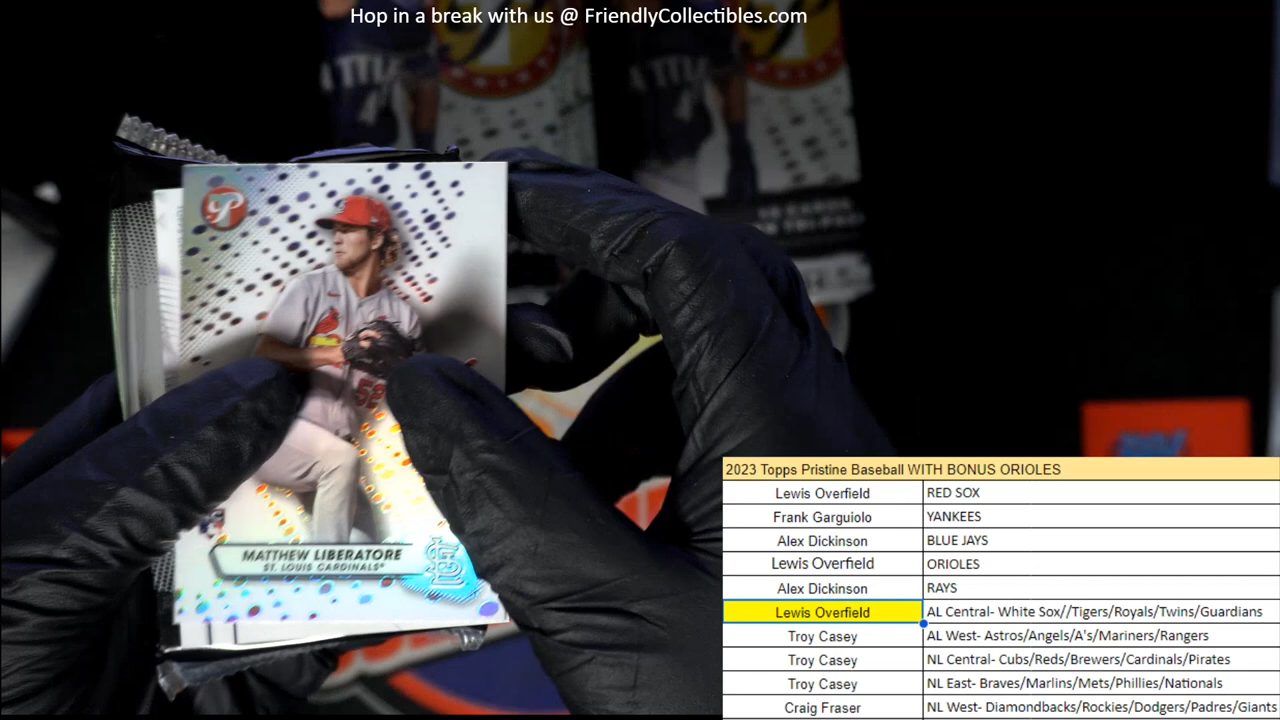 Hop in a break with us @ FriendlyCollectibles.com
MATTHEW LIBERATORE
ST. LOUIS CARDINALS
52
2023 Topps Pristine Baseball WITH BONUS ORIOLES
Lewis Overfield RED SOX
Frank Garguiolo YANKEES
Alex Dickinson BLUE JAYS
Lewis Overfield ORIOLES
Alex Dickinson RAYS
Lewis Overfield AL Central- White Sox//Tigers/Royals/Twins/Guardians
Troy Casey AL West- Astros/Angels/A's/Mariners/Rangers
Troy Casey NL Central- Cubs/Reds/Brewers/Cardinals/Pirates
Troy Casey NL East- Braves/Marlins/Mets/Phillies/Nationals
Craig Fraser NL West- Diamondbacks/Rockies/Dodgers/Padres/Giants